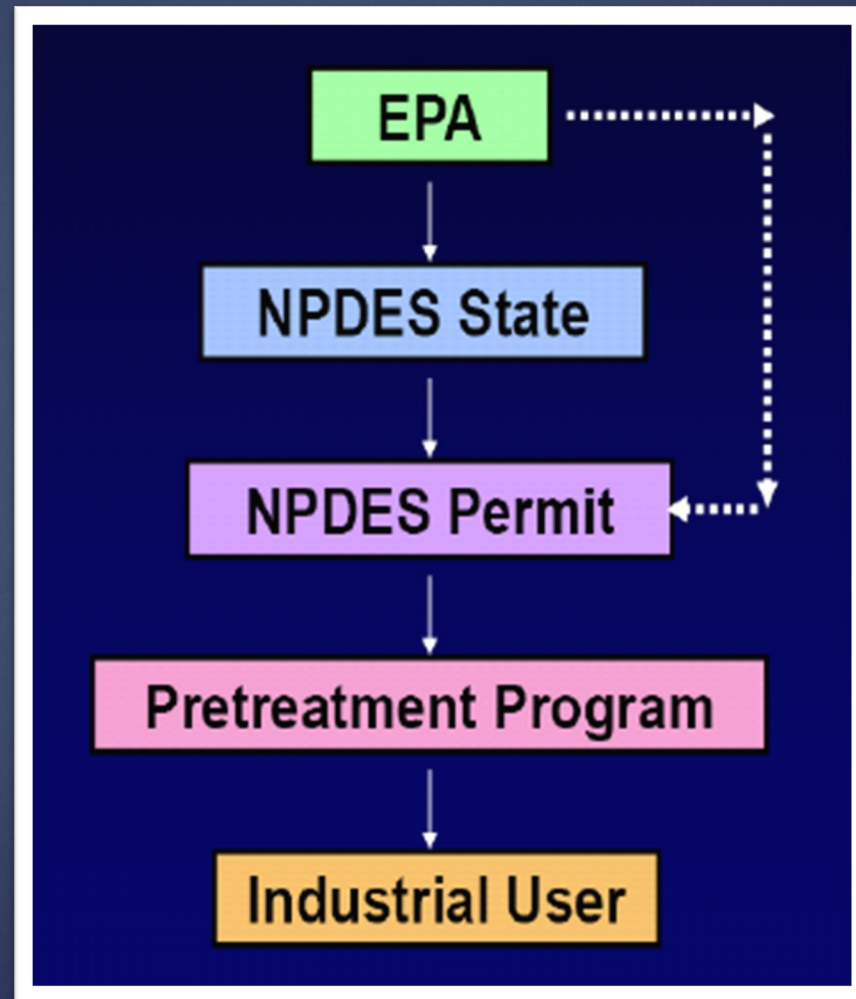 EPA
NPDES State
NPDES Permit
Pretreatment Program
Industrial User